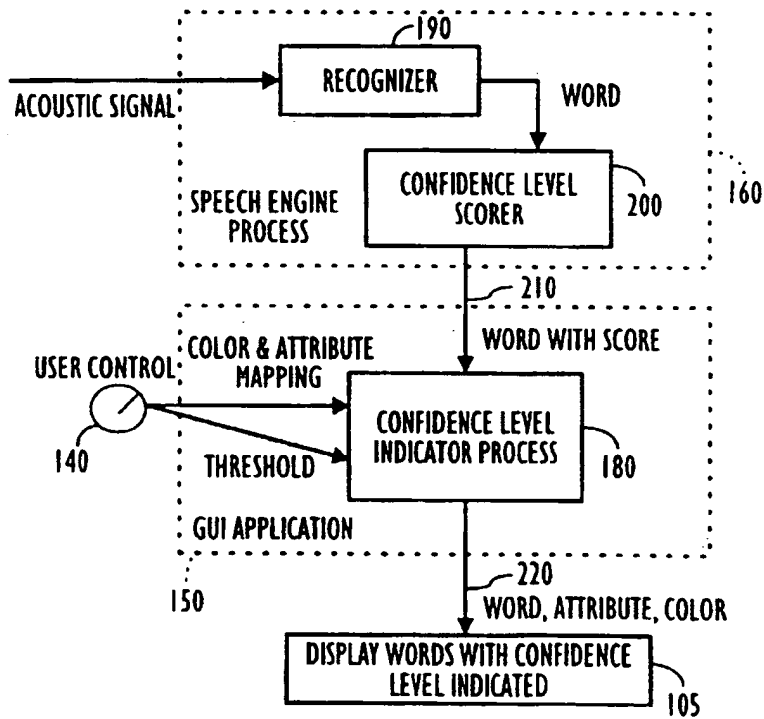 190
RECOGNIZER
ACOUSTIC SIGNAL
WORD
CONFIDENCE LEVEL
SCORER
200
160
SPEECH ENGINE
PROCESS
210
WORD WITH SCORE
COLOR & ATTRIBUTE
MAPPING
USER CONTROL
140
CONFIDENCE LEVEL
INDICATOR PROCESS
180
THRESHOLD
GUI APPLICATION
150
220
WORD, ATTRIBUTE, COLOR
DISPLAY WORDS WITH CONFIDENCE
LEVEL INDICATED
105